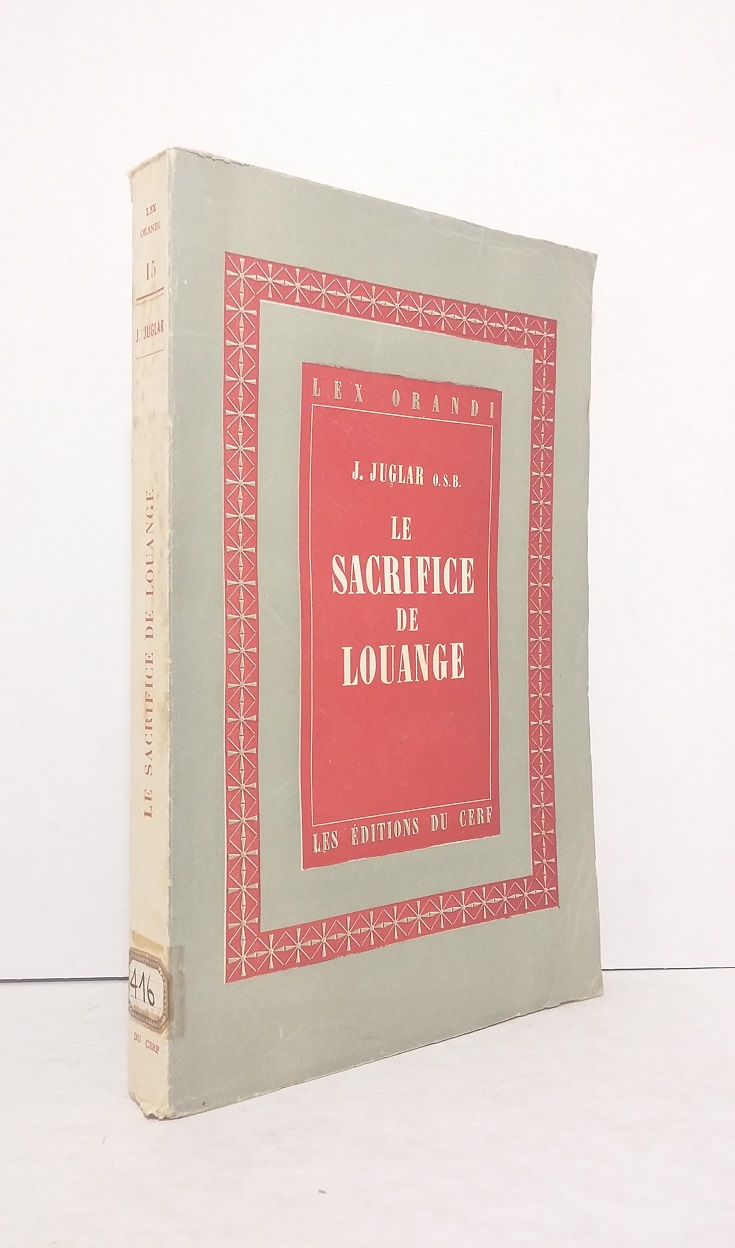 LEX
ORANDI
15
J. JUGLAR
LE SACRIFICE DE LOUANGE
416
DU CERF
LEX ORANDI
J. JUGLAR O.S.B.
LE
SACRIFICE
DE
LOUANGE
LES ÉDITIONS DU CERF